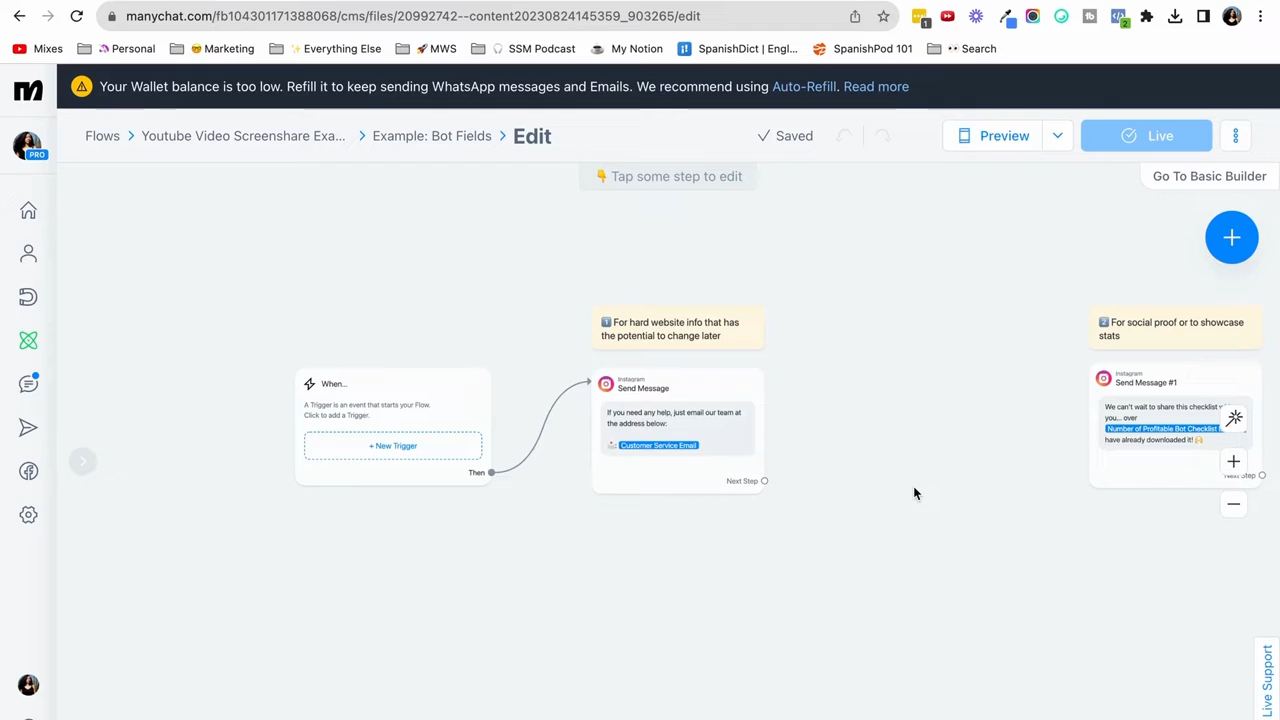 manychat.com/fb104301171388068/cms/files/20992742--content20230824145359_903265/edit
1
2
Mixes
Personal
🤓 Marketing
✨ Everything Else
🚀 MWS
🎧 SSM Podcast
My Notion
SpanishDict | Engl...
SpanishPod 101
👀 Search
Your Wallet balance is too low. Refill it to keep sending WhatsApp messages and Emails. We recommend using Auto-Refill. Read more
PRO
Flows
Youtube Video Screenshare Exa...
Example: Bot Fields
Edit
Saved
Preview
Live
👇 Tap some step to edit
Go To Basic Builder
1️⃣ For hard website info that has
the potential to change later
2️⃣ For social proof or to showcase
stats
When...
A Trigger is an event that starts your Flow.
Click to add a Trigger.
+ New Trigger
Then
Instagram
Send Message
If you need any help, just email our team at
the address below:
📩 Customer Service Email
Next Step
Instagram
Send Message #1
We can't wait to share this checklist
you... over
Number of Profitable Bot Checklist
have already downloaded it! 🙌
Next Step
Live Support